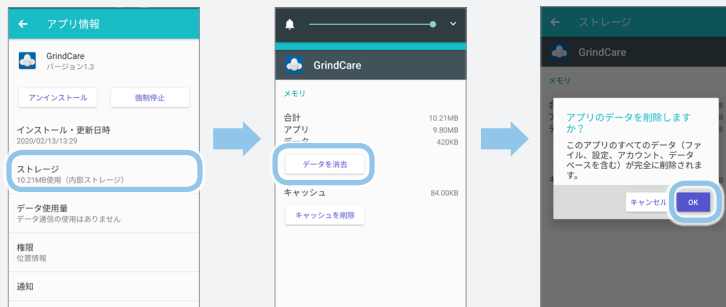 アプリ情報
GrindCare
バージョン1.3
アンインストール
強制停止
インストール・更新日時
2020/02/13/13:29
ストレージ
10.21MB使用（内部ストレージ）
データ使用量
データ通信の使用はありません
権限
位置情報
通知
GrindCare
メモリ
合計 10.21MB
アプリ 9.80MB
データ 420KB
データを消去
キャッシュ 84.00KB
キャッシュを削除
ストレージ
GrindCare
メモリ
アプリのデータを削除します
か？
このアプリのすべてのデータ（ファ
イル、設定、アカウント、データ
ベースを含む）が完全に削除されま
す。
キャンセル
OK